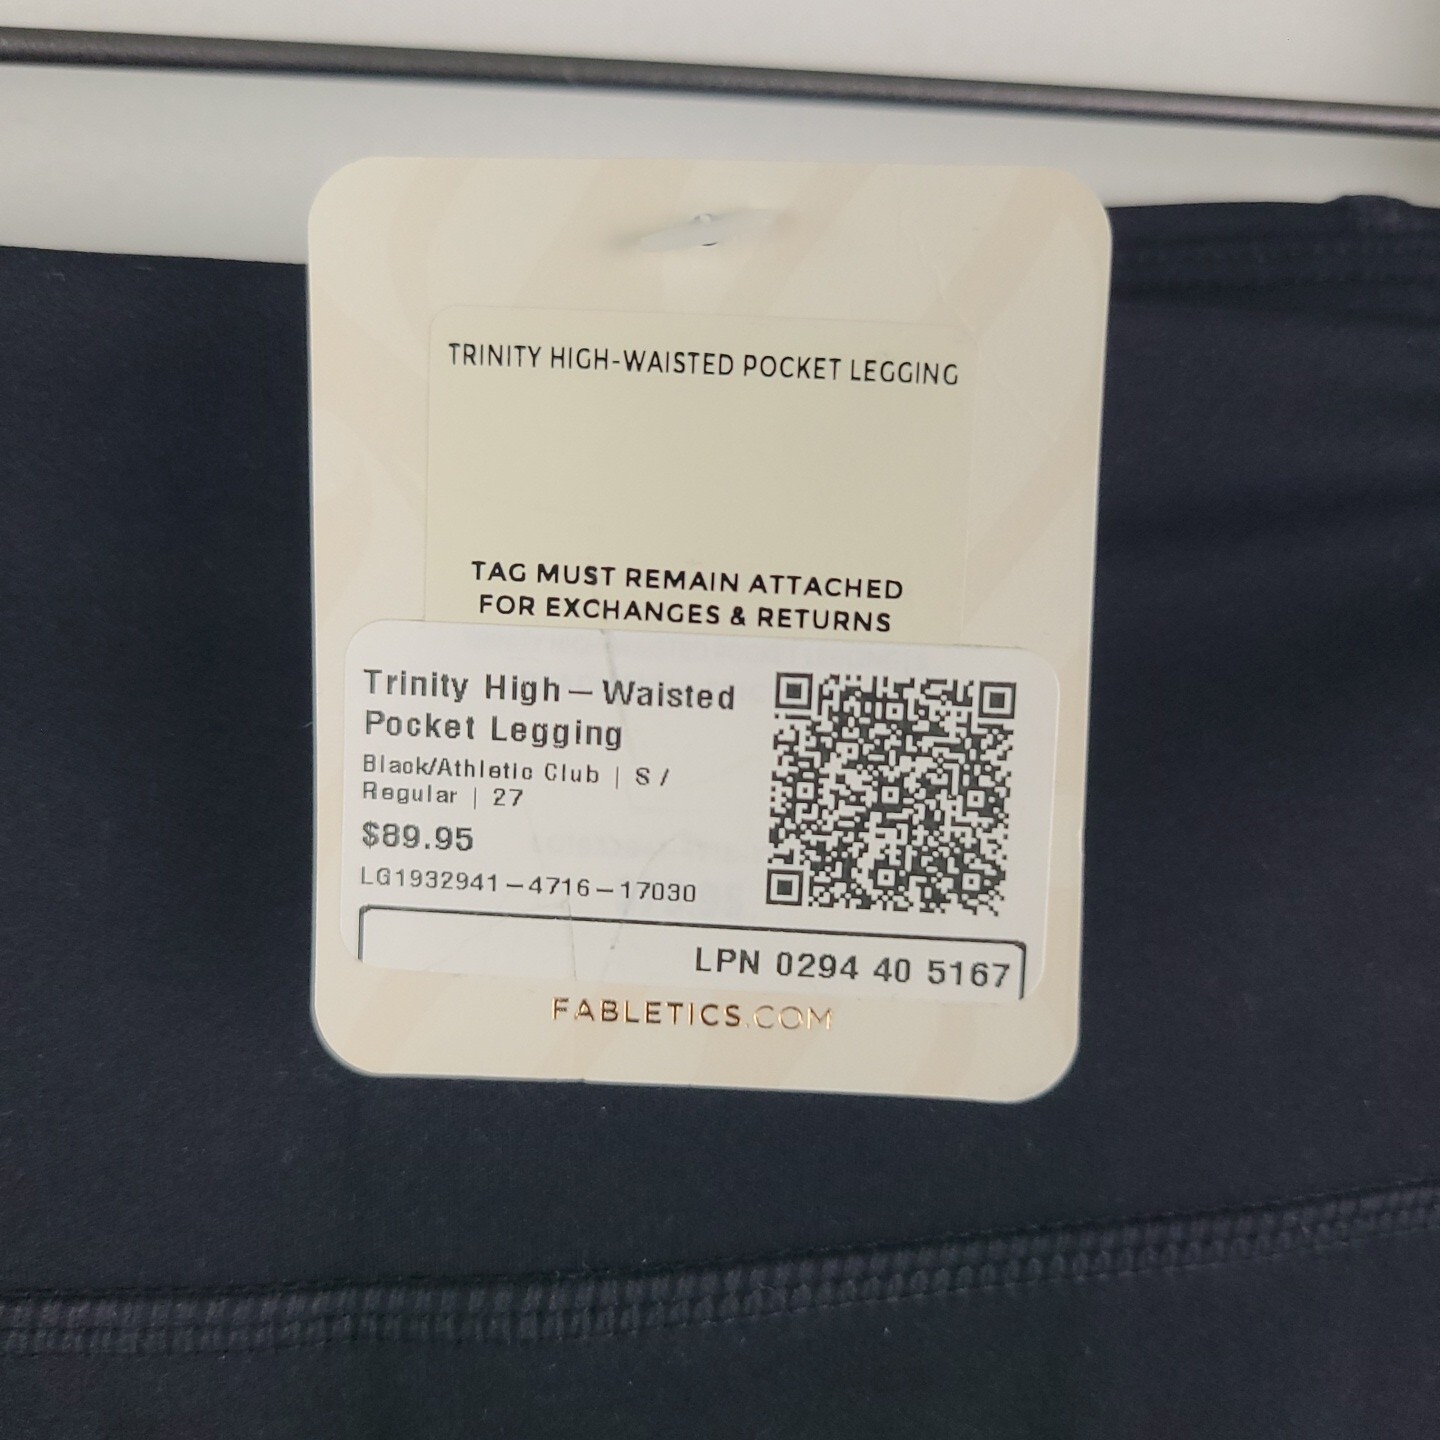 TRINITY HIGH-WAISTED POCKET LEGGING
TAG MUST REMAIN ATTACHED
FOR EXCHANGES & RETURNS
Trinity High-Waisted
Pocket Legging
Black/Athletic Club | S /
Regular | 27
$89.95
LG1932941-4716-17030
LPN 0294 40 5167
FABLETICS.COM